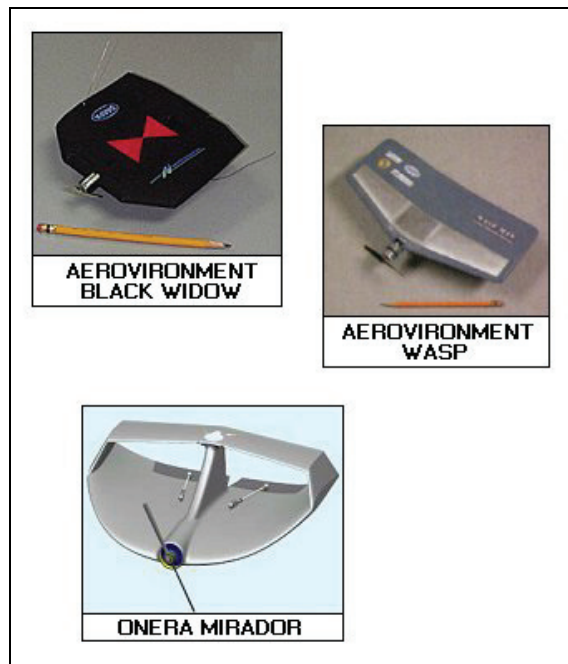 AEROVIRONMENT
BLACK WIDOW
AEROVIRONMENT
WASP
ONERA MIRADOR